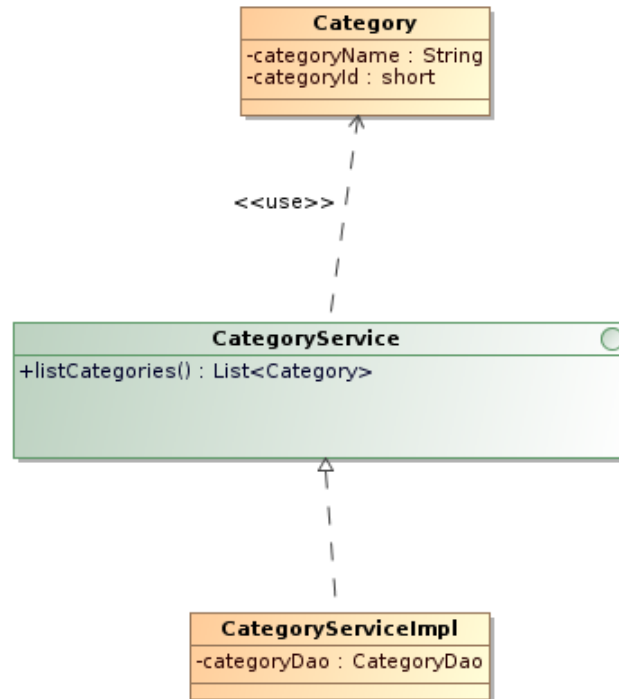 Category
-categoryName : String
-categoryId : short
<<use>>
CategoryService
+listCategories() : List<Category>
CategoryServiceImpl
-categoryDao : CategoryDao